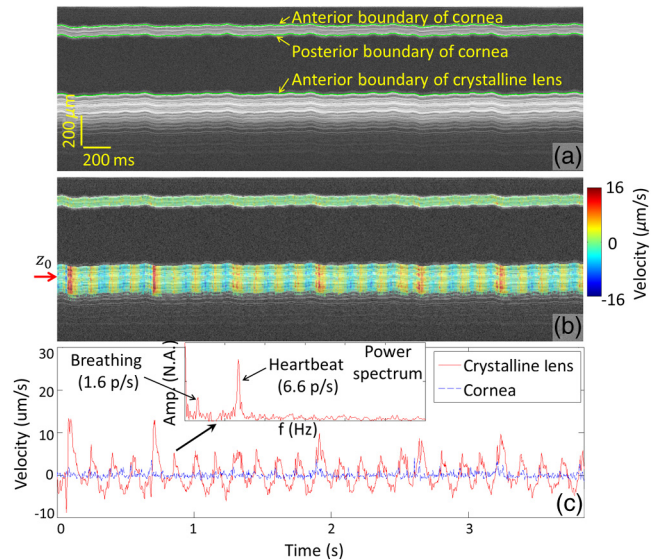 Anterior boundary of cornea
Posterior boundary of cornea
Anterior boundary of crystalline lens
200 μm
200 ms
(a)
z₀
16
0
-16
Velocity (μm/s)
(b)
30
20
10
0
-10
Velocity (um/s)
Breathing
(1.6 p/s)
Amp. (N.A.)
Heartbeat
(6.6 p/s)
Power
spectrum
f (Hz)
Crystalline lens
Cornea
(c)
0 1 2 3
Time (s)